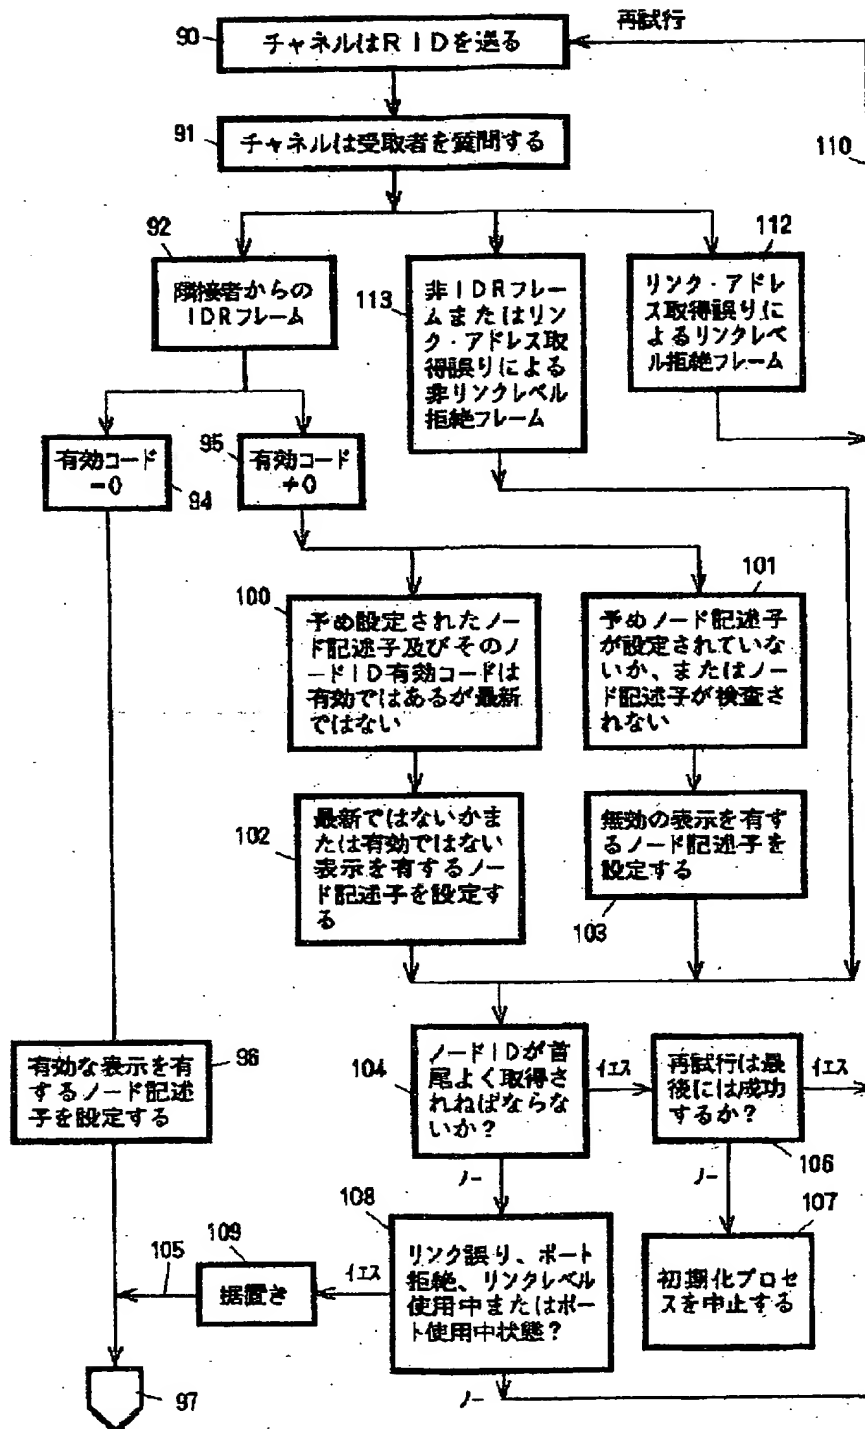 再試行
90
チャネルはRIDを送る
91
チャネルは受取者を質問する
110
92
隣接者からの
IDRフレーム
113
非IDRフレー
ムまたはリン
ク・アドレス取
得誤りによる
非リンクレベル
拒絶フレーム
112
リンク・アドレ
ス取得誤りに
よるリンクレベ
ル拒絶フレーム
有効コード
=0
94
95
有効コード
≠0
100
予め設定された
ノード記述子及びそのノ
ードID有効コードは
有効ではあるが最新
ではない
101
予めノード記述子
が設定されていな
いか、またはノード
記述子が検査さ
れない
102
最新ではないかま
たは有効ではない
表示を有するノー
ド記述子を設定す
る
無効の表示を有す
るノード記述子を
設定する
103
有効な表示を有
するノード記述
子を設定する
96
104
ノードIDが首
尾よく取得さ
れねばならな
いか?
イエス
再試行は最
後には成功
するか?
イエス
106
ノー
ノー
108
リンク誤り、ポート
拒絶、リンクレベル
使用中またはポー
ト使用中状態?
107
初期化プロセ
スを中止する
105
109
据置き
イエス
97
ノー